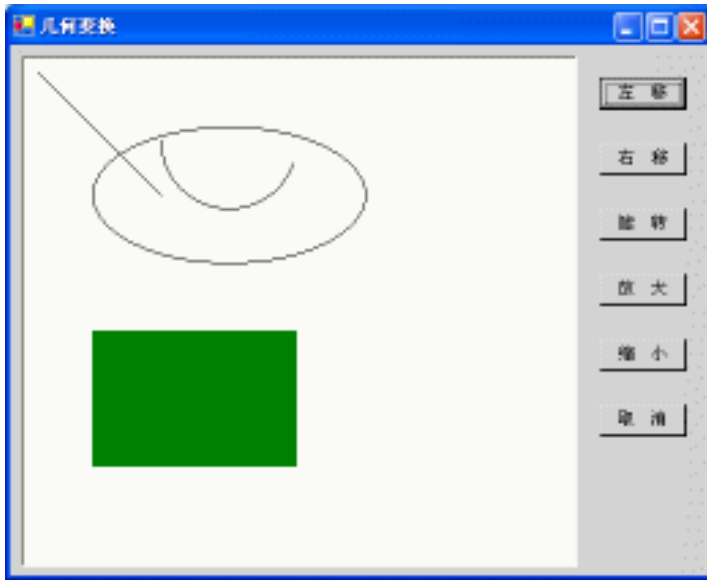 几何变换
左 移
右 移
旋 转
放 大
缩 小
取 消